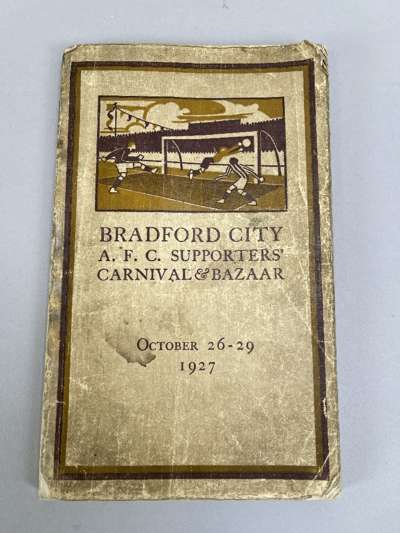 BRADFORD CITY
A. F. C. SUPPORTERS'
CARNIVAL & BAZAAR
OCTOBER 26-29
1927